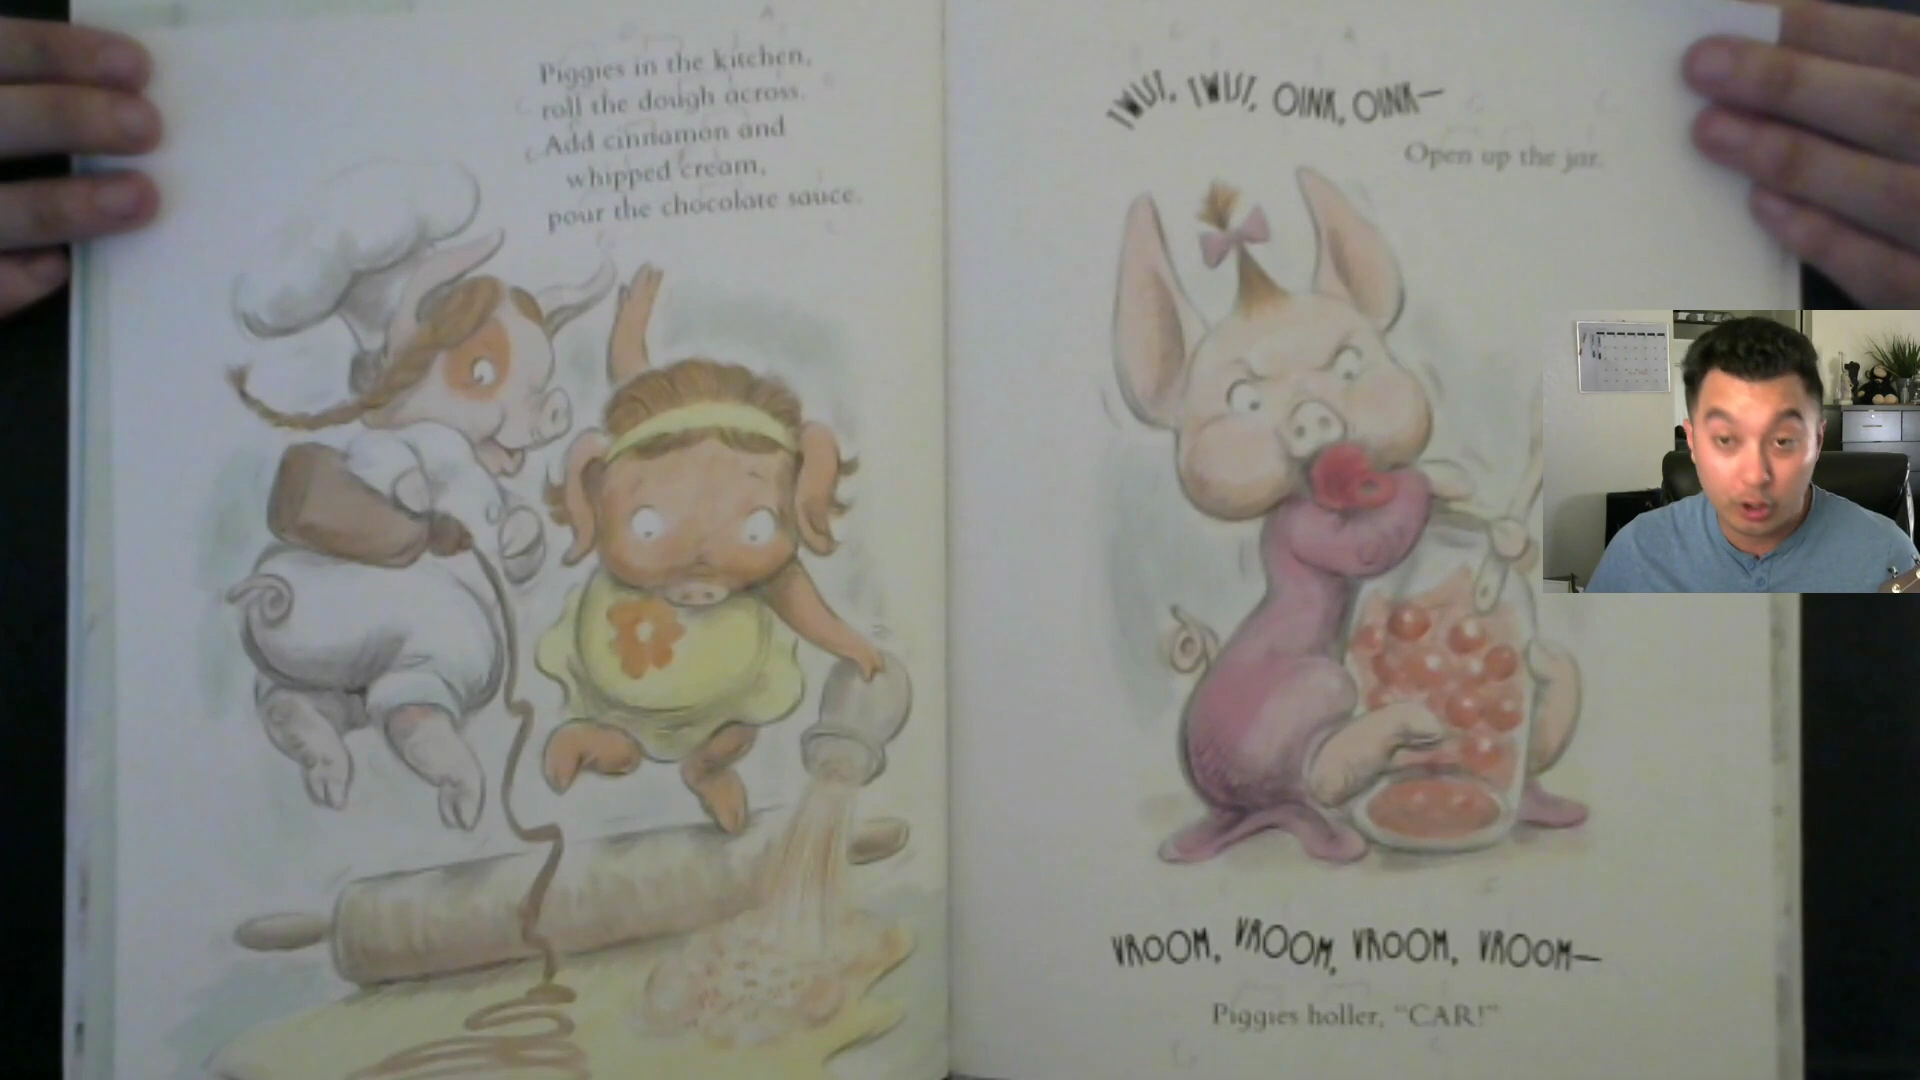 Piggies in the kitchen,
roll the dough across.
Add cinnamon and
whipped cream,
pour the chocolate sauce.
TWIST, TWIST, OINK, OINK—
Open up the jar.
VROOM, VROOM, VROOM, VROOM—
Piggies holler, "CAR!"